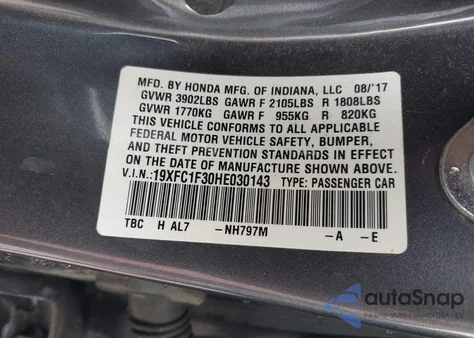 MFD. BY HONDA MFG. OF INDIANA, LLC 08/'17
GVWR 3902LBS GAWR F 2105LBS R 1808LBS
GVWR 1770KG GAWR F 955KG R 820KG
THIS VEHICLE CONFORMS TO ALL APPLICABLE
FEDERAL MOTOR VEHICLE SAFETY, BUMPER,
AND THEFT PREVENTION STANDARDS IN EFFECT
ON THE DATE OF MANUFACTURE SHOWN ABOVE.
V.I.N.:19XFC1F30HE030143 TYPE: PASSENGER CAR
TBC H AL7 -NH797M -A -E
autoSnap